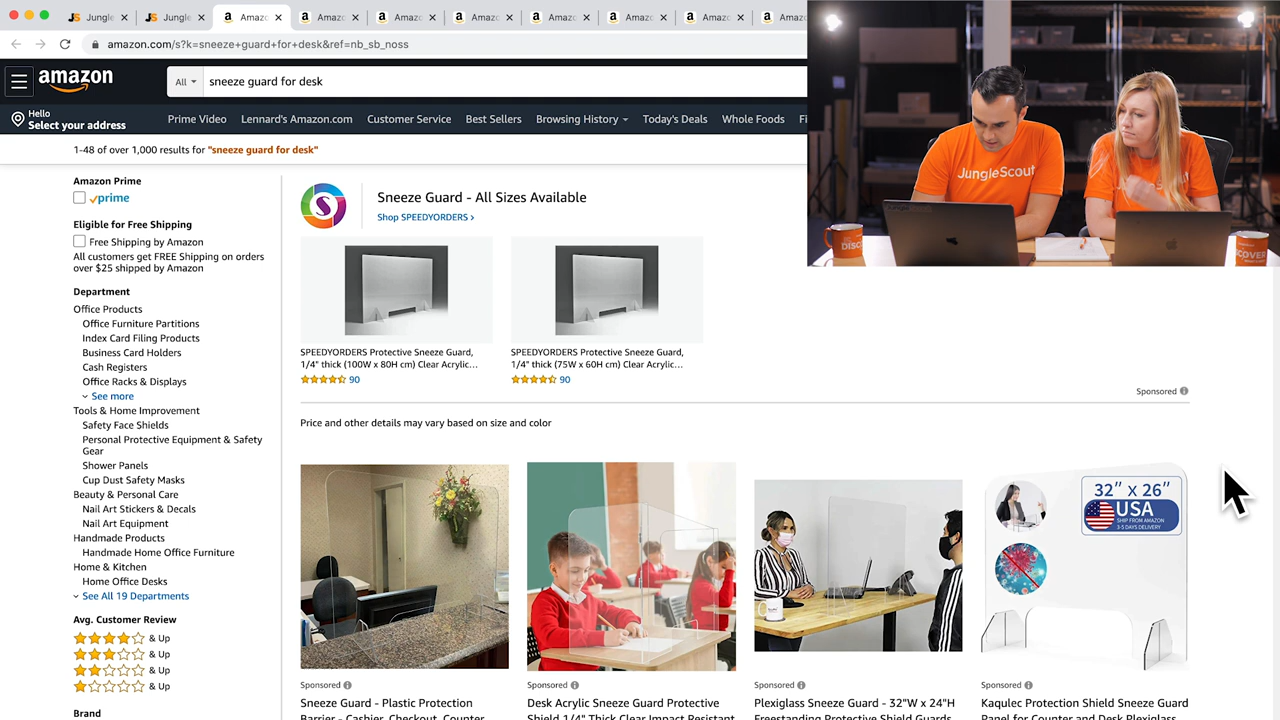 Jungle
Jungle
Amazo
Amazo
Amazo
Amazo
Amazo
Amazo
Amazo
Amaz
amazon.com/s?k=sneeze+guard+for+desk&ref=nb_sb_noss
amazon
All
sneeze guard for desk
Hello
Select your address
Prime Video
Lennard's Amazon.com
Customer Service
Best Sellers
Browsing History
Today's Deals
Whole Foods
Fi
1-48 of over 1,000 results for "sneeze guard for desk"
Amazon Prime
prime
Eligible for Free Shipping
Free Shipping by Amazon
All customers get FREE Shipping on orders
over $25 shipped by Amazon
Department
Office Products
Office Furniture Partitions
Index Card Filing Products
Business Card Holders
Cash Registers
Office Racks & Displays
See more
Tools & Home Improvement
Safety Face Shields
Personal Protective Equipment & Safety
Gear
Shower Panels
Cup Dust Safety Masks
Beauty & Personal Care
Nail Art Stickers & Decals
Nail Art Equipment
Handmade Products
Handmade Home Office Furniture
Home & Kitchen
Home Office Desks
See All 19 Departments
Avg. Customer Review
& Up
& Up
& Up
& Up
Brand
S
Sneeze Guard - All Sizes Available
Shop SPEEDYORDERS ›
SPEEDYORDERS Protective Sneeze Guard,
1/4" thick (100W x 80H cm) Clear Acrylic...
90
SPEEDYORDERS Protective Sneeze Guard,
1/4" thick (75W x 60H cm) Clear Acrylic...
90
Sponsored
Price and other details may vary based on size and color
32" x 26"
USA
SHIP FROM AMAZON
3-5 DAYS DELIVERY
Sponsored
Sneeze Guard - Plastic Protection
Barrier - Cashier, Checkout, Counter
Sponsored
Desk Acrylic Sneeze Guard Protective
Shield 1/4" Thick Clear Impact Resistant
Sponsored
Plexiglass Sneeze Guard - 32"W x 24"H
Freestanding Protective Shield Guards
Sponsored
Kaqulec Protection Shield Sneeze Guard
Panel for Counter and Desk Plexiglass
JungleScout
JungleScout
DISC
COVER